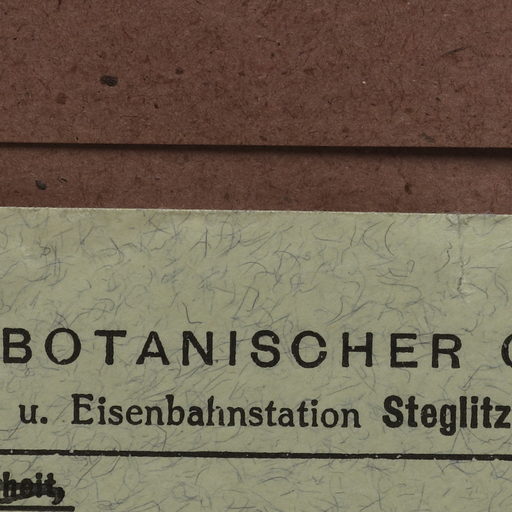 BOTANISCHER
u. Eisenbahnstation Steglitz